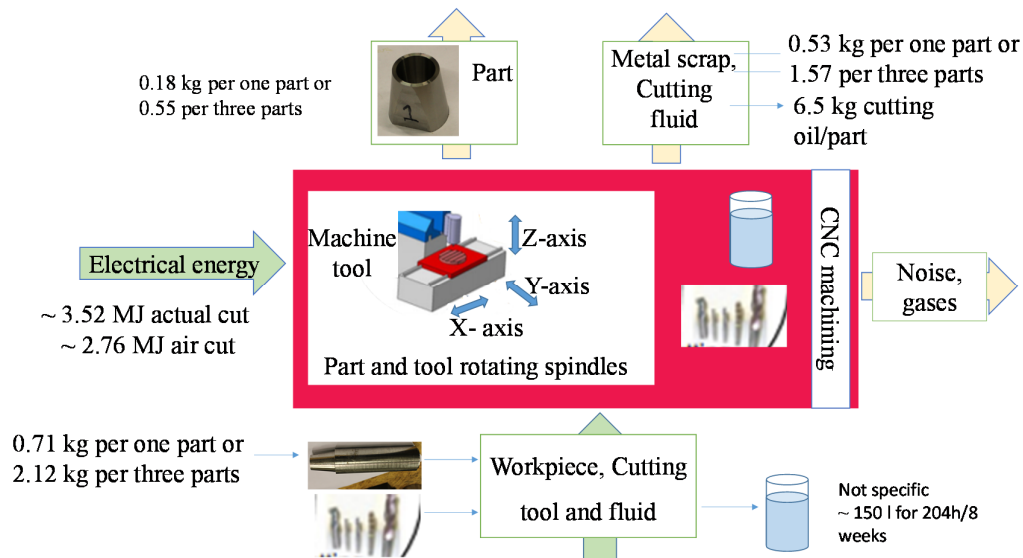 0.18 kg per one part or
0.55 per three parts
Part
1
Metal scrap,
Cutting
fluid
0.53 kg per one part or
1.57 per three parts
6.5 kg cutting
oil/part
Electrical energy
~ 3.52 MJ actual cut
~ 2.76 MJ air cut
Machine
tool
Z-axis
Y-axis
X- axis
Part and tool rotating spindles
CNC machining
Noise,
gases
0.71 kg per one part or
2.12 kg per three parts
Workpiece, Cutting
tool and fluid
Not specific
~ 150 l for 204h/8
weeks